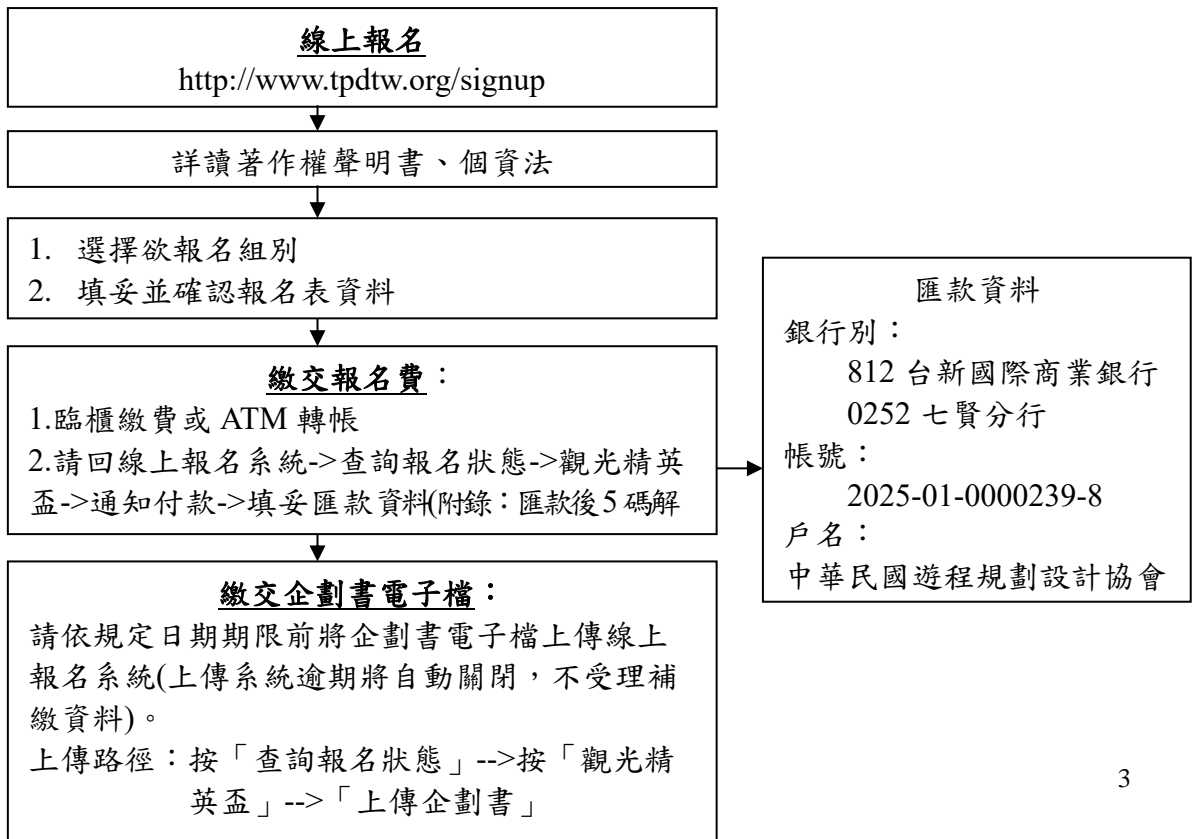 線上報名
http://www.tpdtw.org/signup
詳讀著作權聲明書、個資法
1. 選擇欲報名組別
2. 填妥並確認報名表資料
繳交報名費：
1.臨櫃繳費或 ATM 轉帳
2.請回線上報名系統->查詢報名狀態->觀光精英
盃->通知付款->填妥匯款資料(附錄：匯款後5碼解
匯款資料
銀行別：
812 台新國際商業銀行
0252 七賢分行
帳號：
2025-01-0000239-8
戶名：
中華民國遊程規劃設計協會
繳交企劃書電子檔：
請依規定日期期限前將企劃書電子檔上傳線上
報名系統(上傳系統逾期將自動關閉，不受理補
繳資料)。
上傳路徑：按「查詢報名狀態」-->按「觀光精
英盃」-->「上傳企劃書」
3